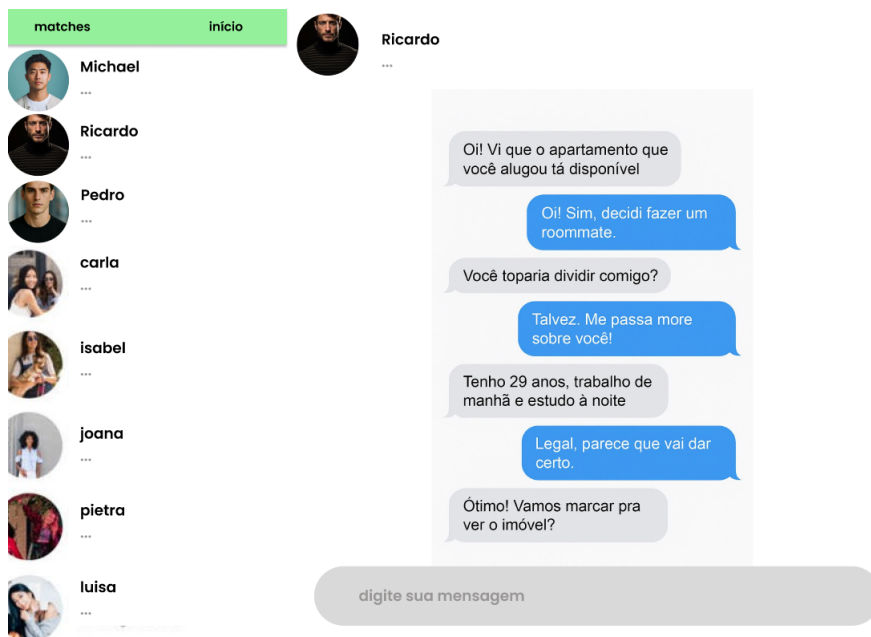 matches
início
Michael
...
Ricardo
...
Pedro
...
carla
...
isabel
...
joana
...
pietra
...
luisa
...
Ricardo
...
Oi! Vi que o apartamento que
você alugou tá disponível
Oi! Sim, decidi fazer um
roommate.
Você toparia dividir comigo?
Talvez. Me passa more
sobre você!
Tenho 29 anos, trabalho de
manhã e estudo à noite
Legal, parece que vai dar
certo.
Ótimo! Vamos marcar pra
ver o imóvel?
digite sua mensagem